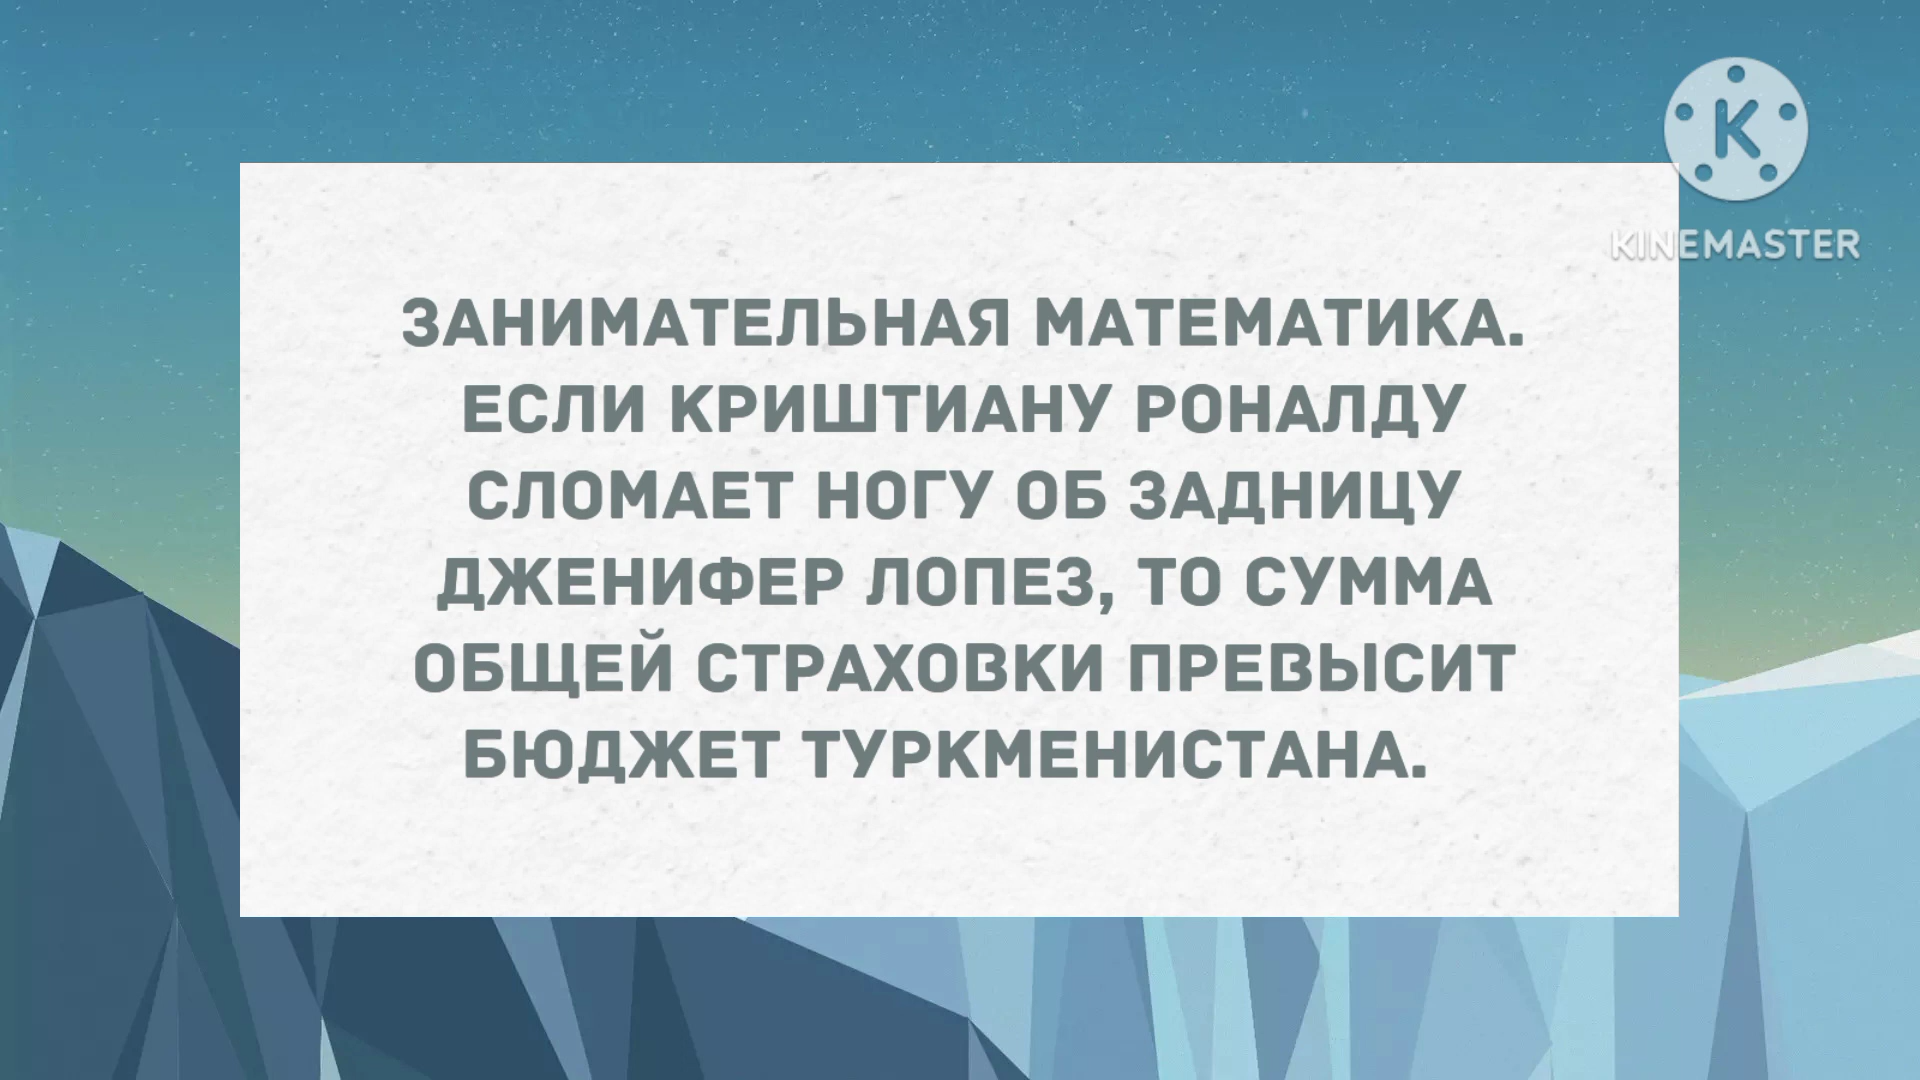 KINEMASTER
ЗАНИМАТЕЛЬНАЯ МАТЕМАТИКА.
ЕСЛИ КРИШТИАНУ РОНАЛДУ
СЛОМАЕТ НОГУ ОБ ЗАДНИЦУ
ДЖЕНИФЕР ЛОПЕЗ, ТО СУММА
ОБЩЕЙ СТРАХОВКИ ПРЕВЫСИТ
БЮДЖЕТ ТУРКМЕНИСТАНА.